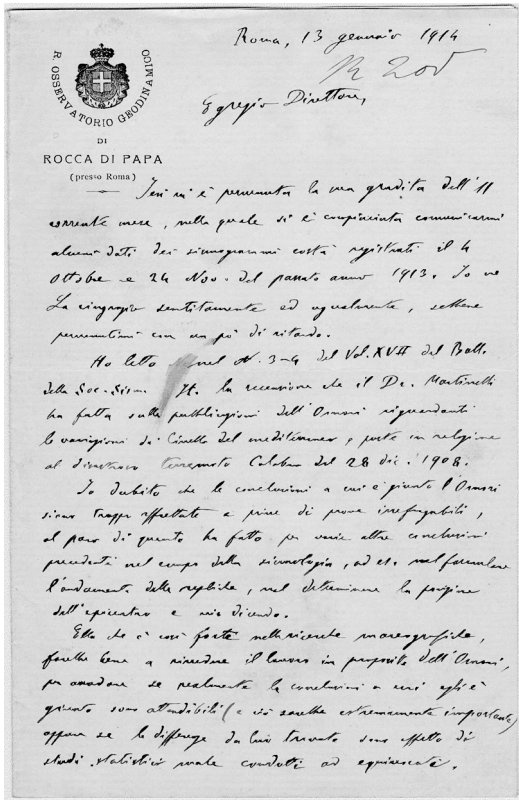 R. OSSERVATORIO GEODINAMICO
DI
ROCCA DI PAPA
(presso Roma)
Roma, 13 gennaio 1914
Egregio Direttore,
Ieri mi è pervenuta la sua gradita dell'11
corrente mese, nella quale si è compiaciuta comunicarmi
alcuni dati dei sismogrammi costà registrati il 4
Ottobre e 24 Nov. del passato anno 1913. Io ne
La ringrazio sentitamente ed ugualmente, sebbene
pervenutimi con un pò di ritardo.
Ho letto nel N. 3-4 del Vol. XVII del Boll.
della Soc. Sism. It. la recensione che il Dr. Martinelli
ha fatta sulle pubblicazioni dell'Omori riguardanti
le variazioni di livello del mediterraneo, poste in relazione
al disastroso terremoto Calabro del 28 dic. 1908.
Io dubito che le conclusioni a cui è giunto l'Omori
siano troppo affrettate e prive di prove irrefragabili,
al paro di quanto ha fatto per varie altre conclusioni
precedenti nel campo della sismologia, ad es. nel formulare
l'andamento delle repliche, nel determinare la posizione
dell'epicentro e via dicendo.
Ella che è così forte nelle ricerche mareografiche,
farebbe bene a rivedere il lavoro in proposito dell'Omori,
per assodare se realmente le conclusioni a cui egli è
giunto sono attendibili (e ciò sarebbe estremamente importante)
oppure se le differenze da lui trovate sono effetto di
studi statistici male condotti ed equivocati.